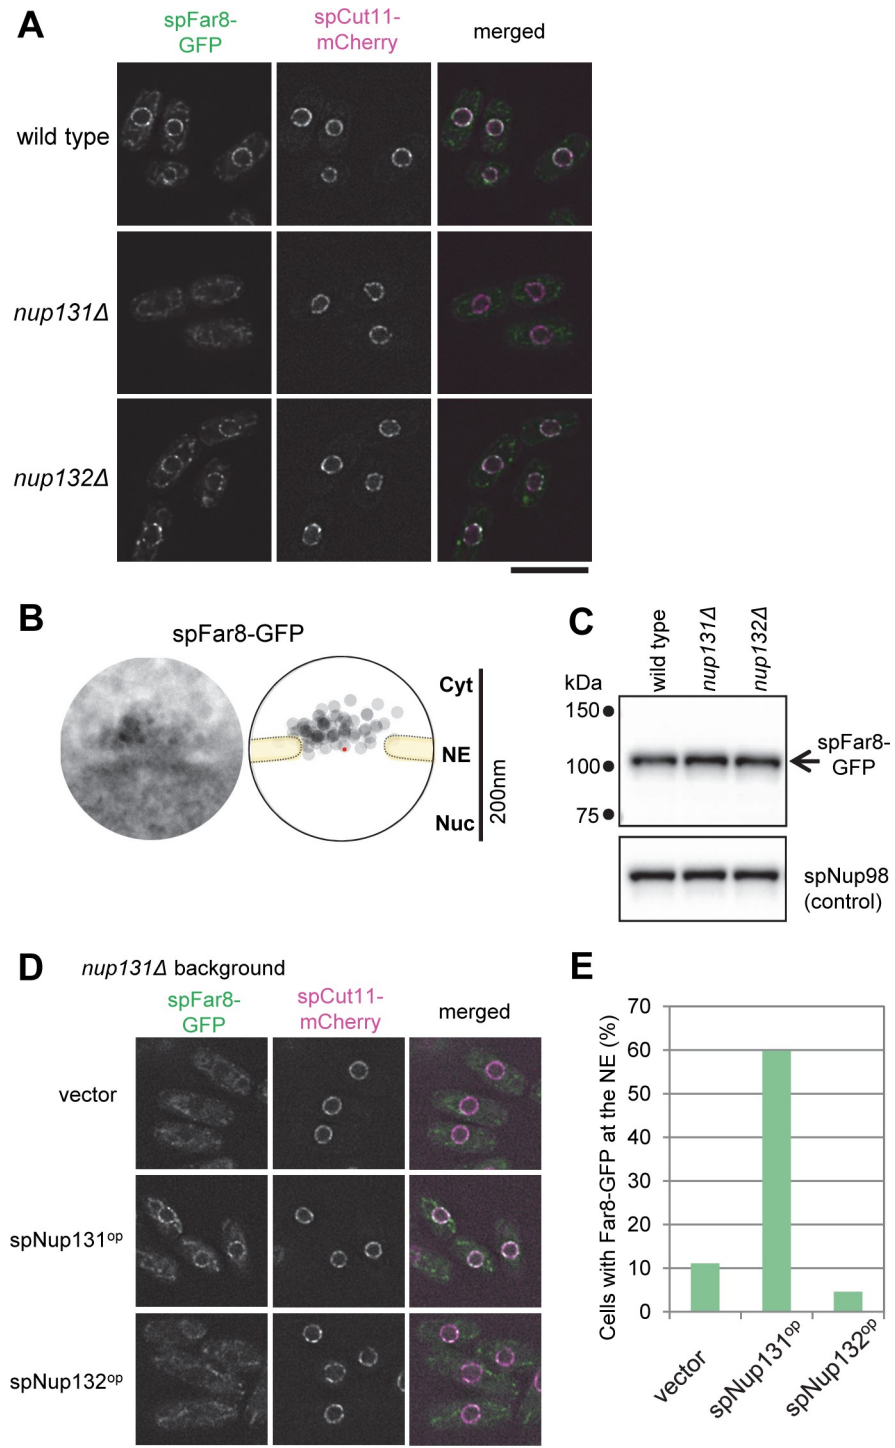 A
spFar8-
GFP
spCut11-
mCherry
merged
wild type
nup131Δ
nup132Δ
B
spFar8-GFP
Cyt
NE
Nuc
200nm
C
wild type
nup131Δ
nup132Δ
kDa
150
100
75
spFar8-
GFP
spNup98
(control)
D
nup131Δ background
spFar8-
GFP
spCut11-
mCherry
merged
vector
spNup131op
spNup132op
E
Cells with Far8-GFP at the NE (%)
70
60
50
40
30
20
10
0
vector
spNup131op
spNup132op